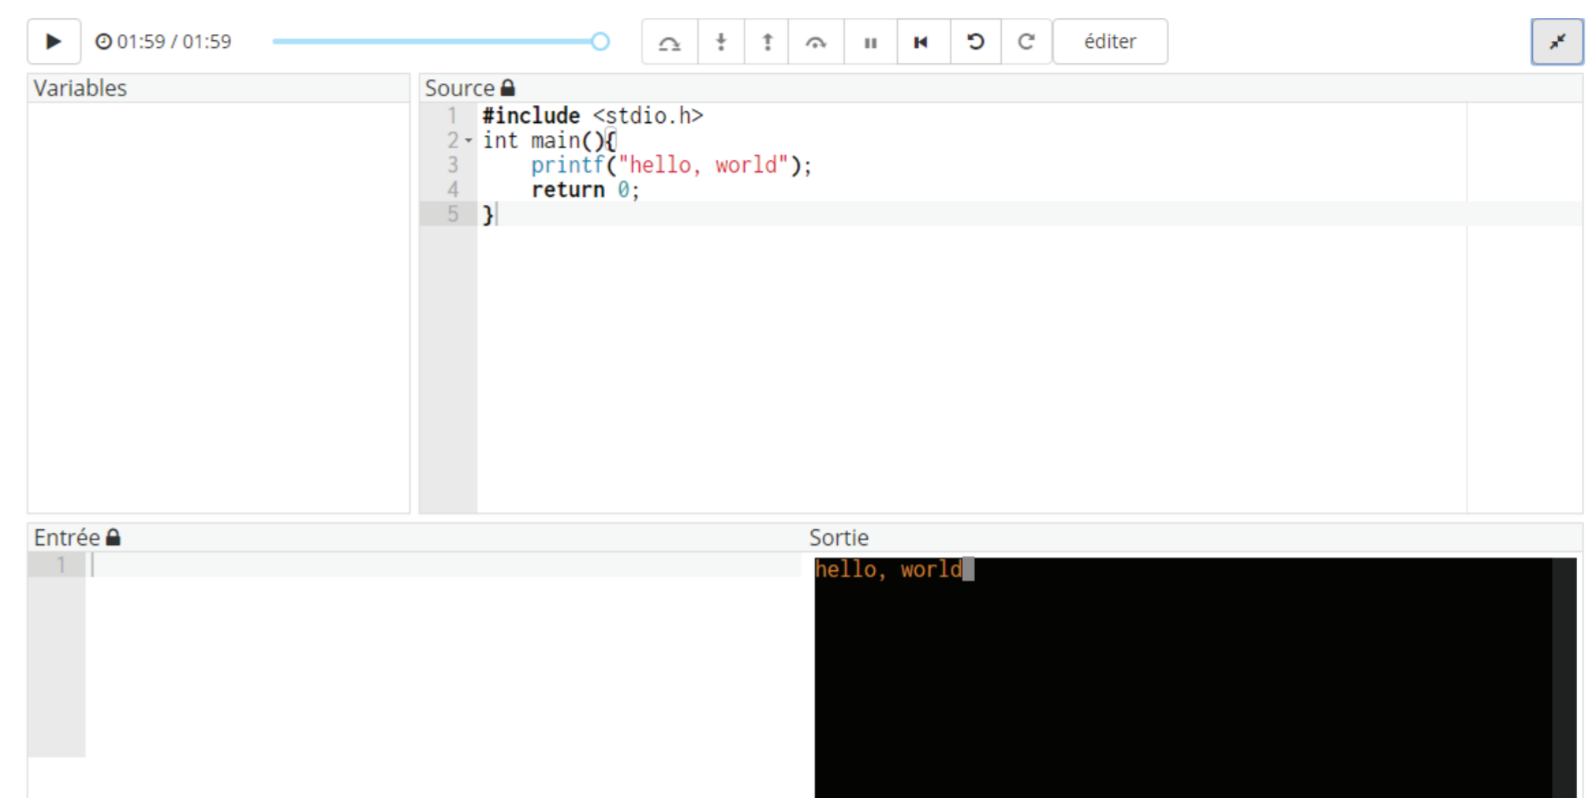 01:59 / 01:59 éditer
Variables
Source
1 #include <stdio.h>
2 int main(){
3     printf("hello, world");
4     return 0;
5 }
Entrée
1
Sortie
hello, world